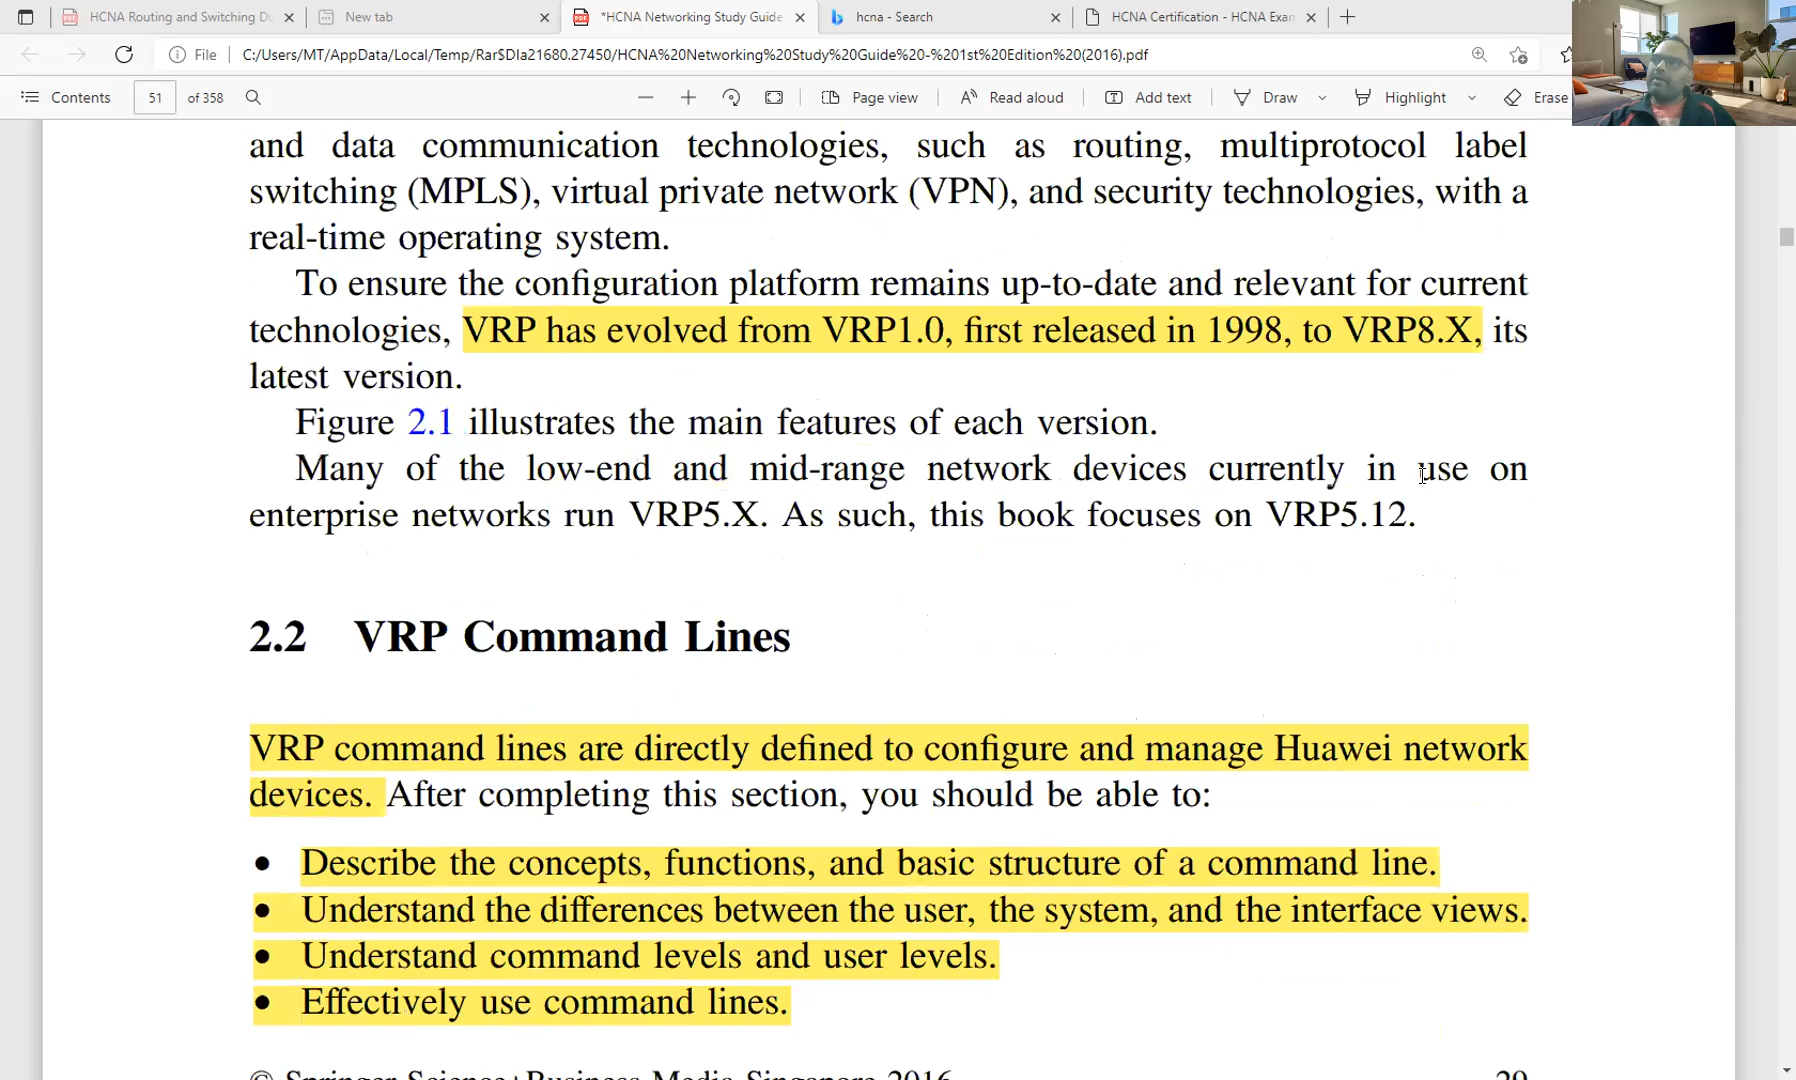 HCNA Routing and Switching Do
New tab
*HCNA Networking Study Guide
hcna - Search
HCNA Certification - HCNA Exam
File
C:/Users/MT/AppData/Local/Temp/Rar$DIa21680.27450/HCNA%20Networking%20Study%20Guide%20-%201st%20Edition%20(2016).pdf
Contents
51
of 358
Page view
Read aloud
Add text
Draw
Highlight
Erase
and data communication technologies, such as routing, multiprotocol label
switching (MPLS), virtual private network (VPN), and security technologies, with a
real-time operating system.
To ensure the configuration platform remains up-to-date and relevant for current
technologies, VRP has evolved from VRP1.0, first released in 1998, to VRP8.X, its
latest version.
Figure 2.1 illustrates the main features of each version.
Many of the low-end and mid-range network devices currently in use on
enterprise networks run VRP5.X. As such, this book focuses on VRP5.12.
2.2 VRP Command Lines
VRP command lines are directly defined to configure and manage Huawei network
devices. After completing this section, you should be able to:
• Describe the concepts, functions, and basic structure of a command line.
• Understand the differences between the user, the system, and the interface views.
• Understand command levels and user levels.
• Effectively use command lines.
© Springer Science+Business Media Singapore 2016
29